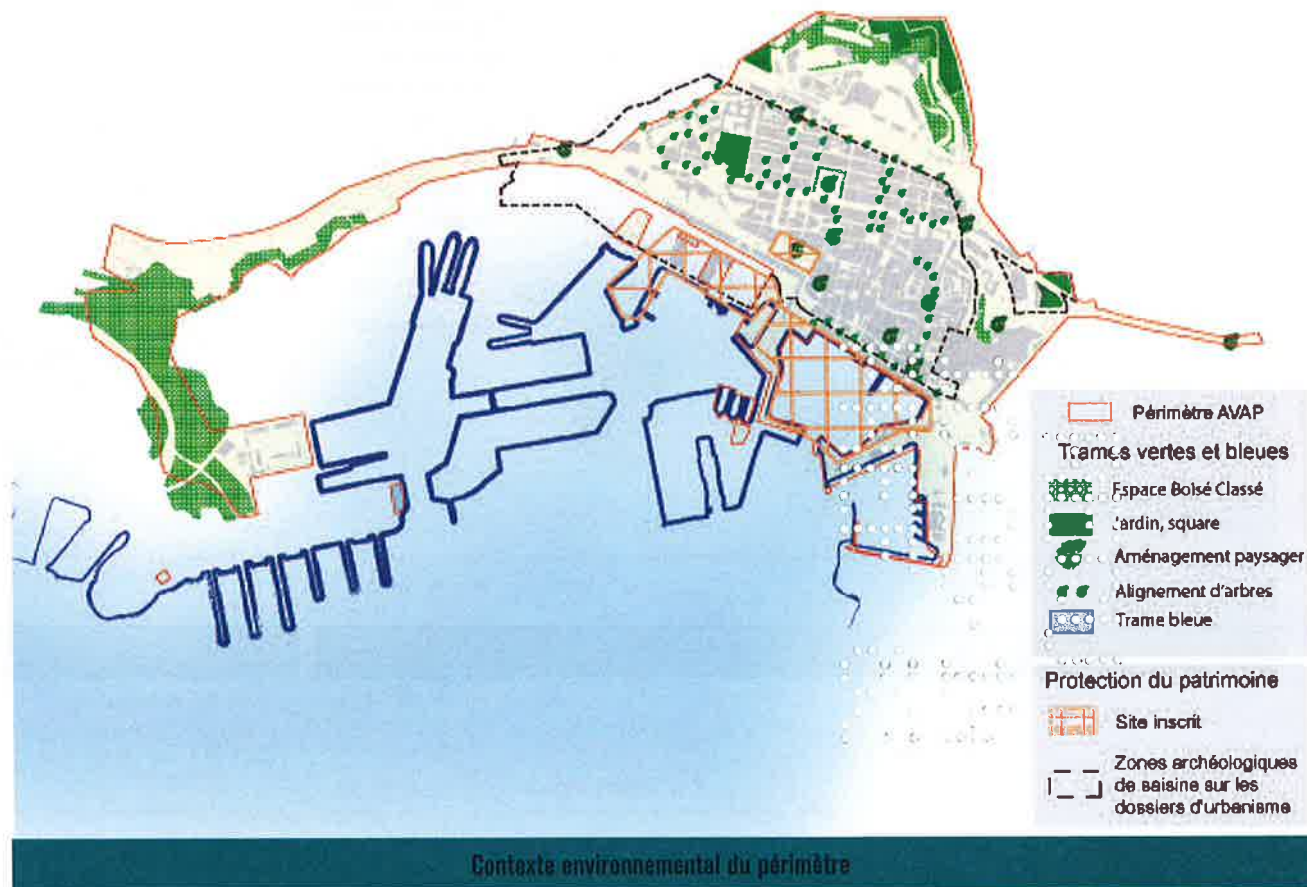 Périmètre AVAP
Trames vertes et bleues
Espace Boisé Classé
Jardin, square
Aménagement paysager
Alignement d'arbres
Trame bleue
Protection du patrimoine
Site inscrit
Zones archéologiques
de saisine sur les
dossiers d'urbanisme
Contexte environnemental du périmètre